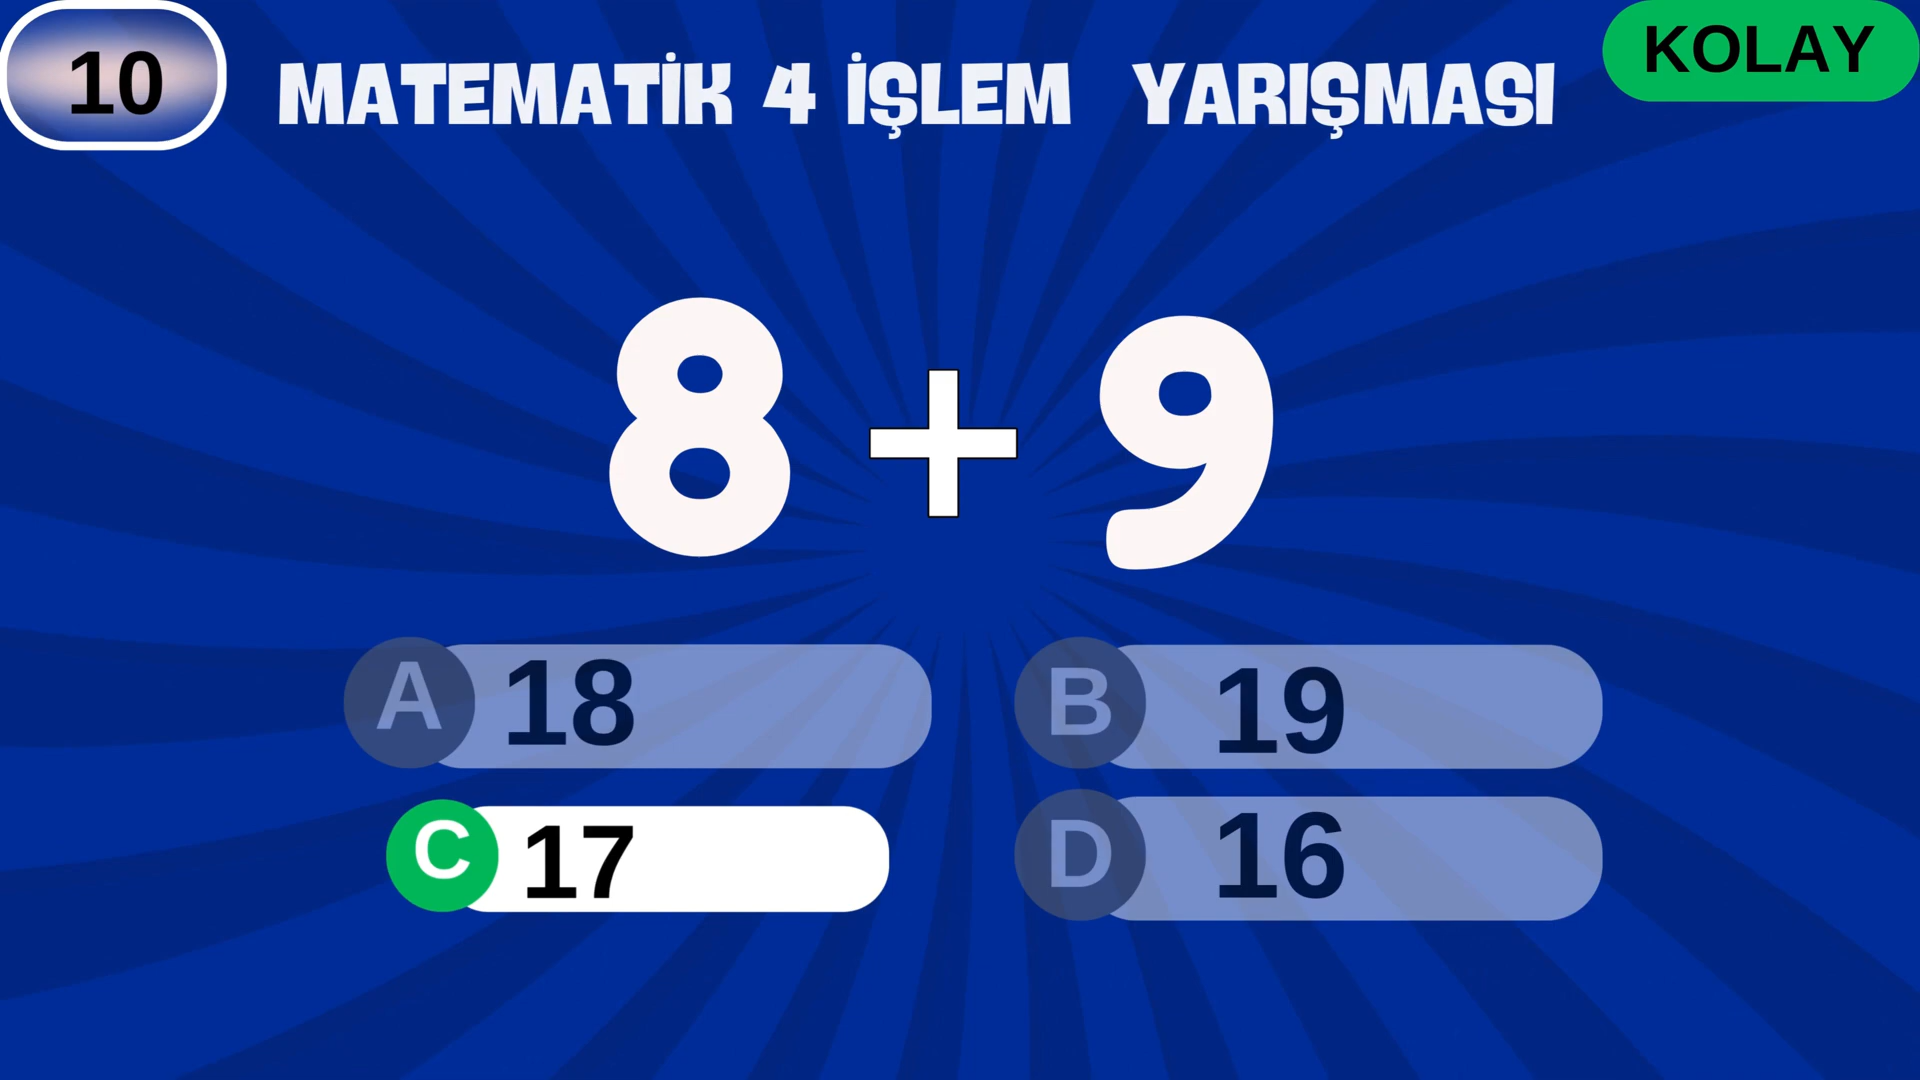 10
MATEMATİK 4 İŞLEM YARIŞMASI
KOLAY
8 + 9
A 18
B 19
C 17
D 16